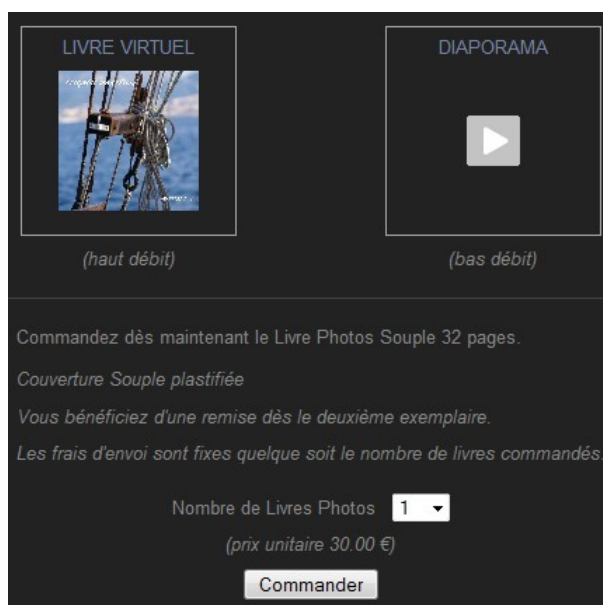 LIVRE VIRTUEL
DIAPORAMA
(haut débit)
(bas débit)
Commandez dès maintenant le Livre Photos Souple 32 pages.
Couverture Souple plastifiée
Vous bénéficiez d'une remise dès le deuxième exemplaire.
Les frais d'envoi sont fixes quelque soit le nombre de livres commandés.
Nombre de Livres Photos 1
(prix unitaire 30.00 €)
Commander